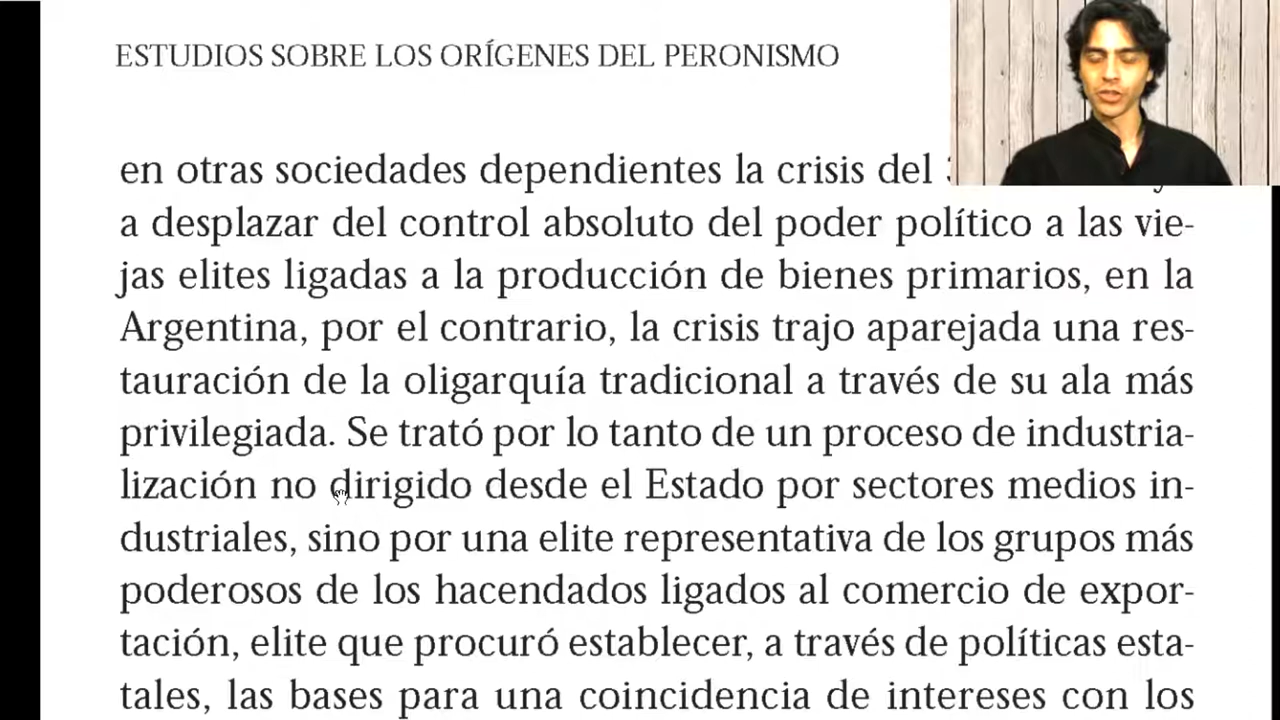 ESTUDIOS SOBRE LOS ORÍGENES DEL PERONISMO
en otras sociedades dependientes la crisis del
a desplazar del control absoluto del poder político a las vie-
jas elites ligadas a la producción de bienes primarios, en la
Argentina, por el contrario, la crisis trajo aparejada una res-
tauración de la oligarquía tradicional a través de su ala más
privilegiada. Se trató por lo tanto de un proceso de industria-
lización no dirigido desde el Estado por sectores medios in-
dustriales, sino por una elite representativa de los grupos más
poderosos de los hacendados ligados al comercio de expor-
tación, elite que procuró establecer, a través de políticas esta-
tales, las bases para una coincidencia de intereses con los